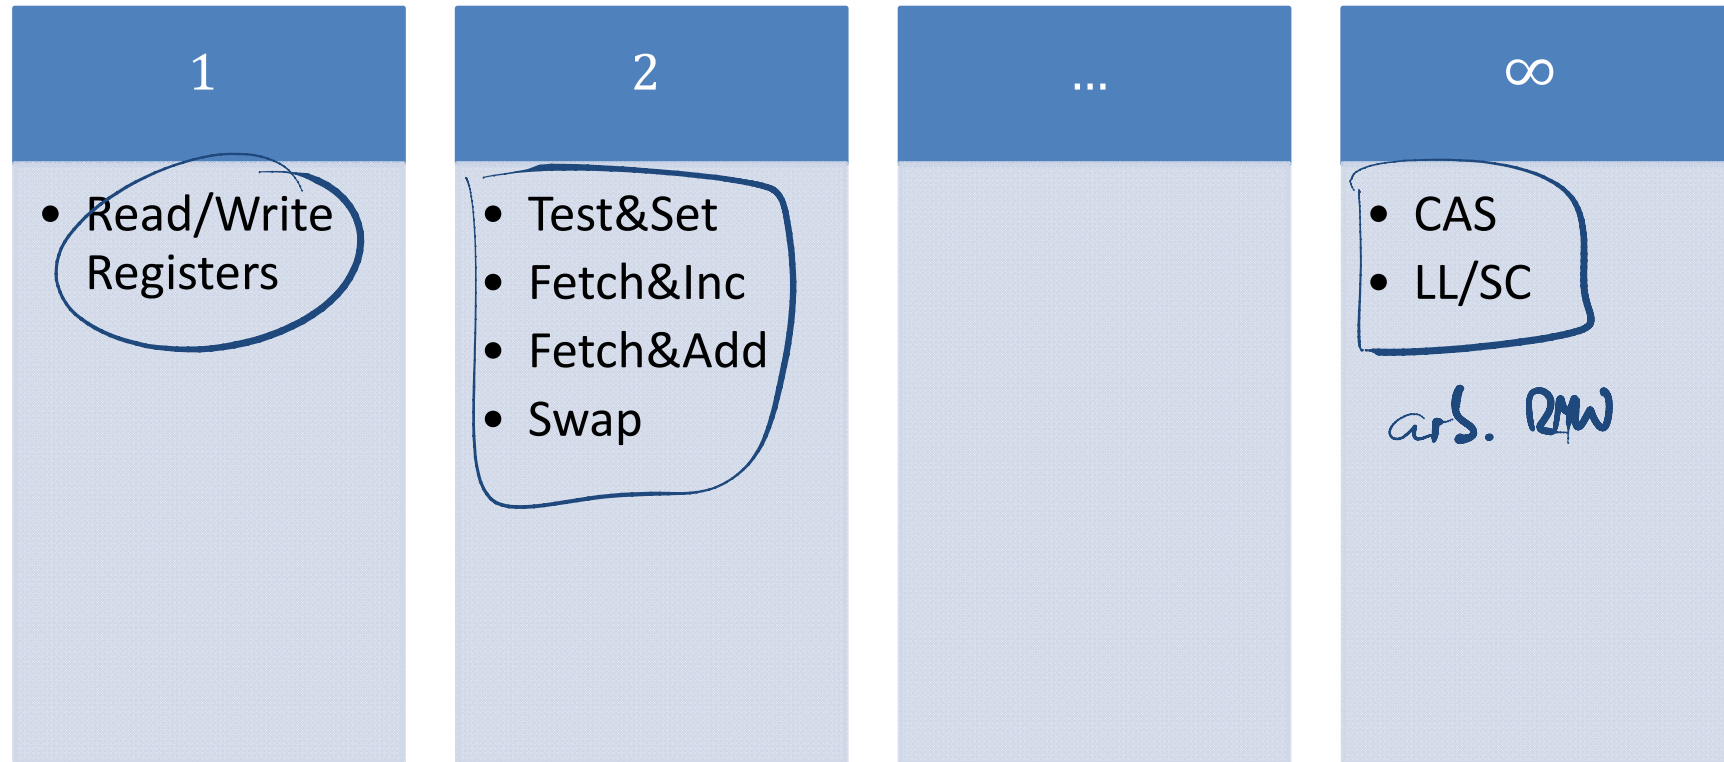 1
• Read/Write
Registers
2
• Test&Set
• Fetch&Inc
• Fetch&Add
• Swap
...
∞
• CAS
• LL/SC
arb. RMW